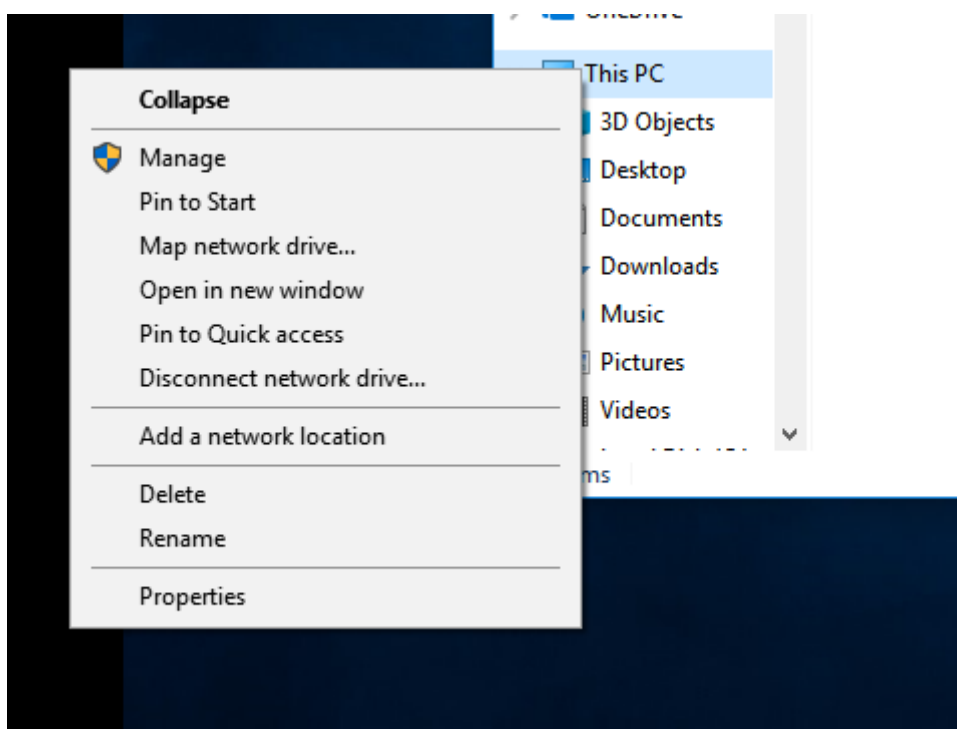 Collapse
Manage
Pin to Start
Map network drive...
Open in new window
Pin to Quick access
Disconnect network drive...
Add a network location
Delete
Rename
Properties
OneDrive
This PC
3D Objects
Desktop
Documents
Downloads
Music
Pictures
Videos
ms